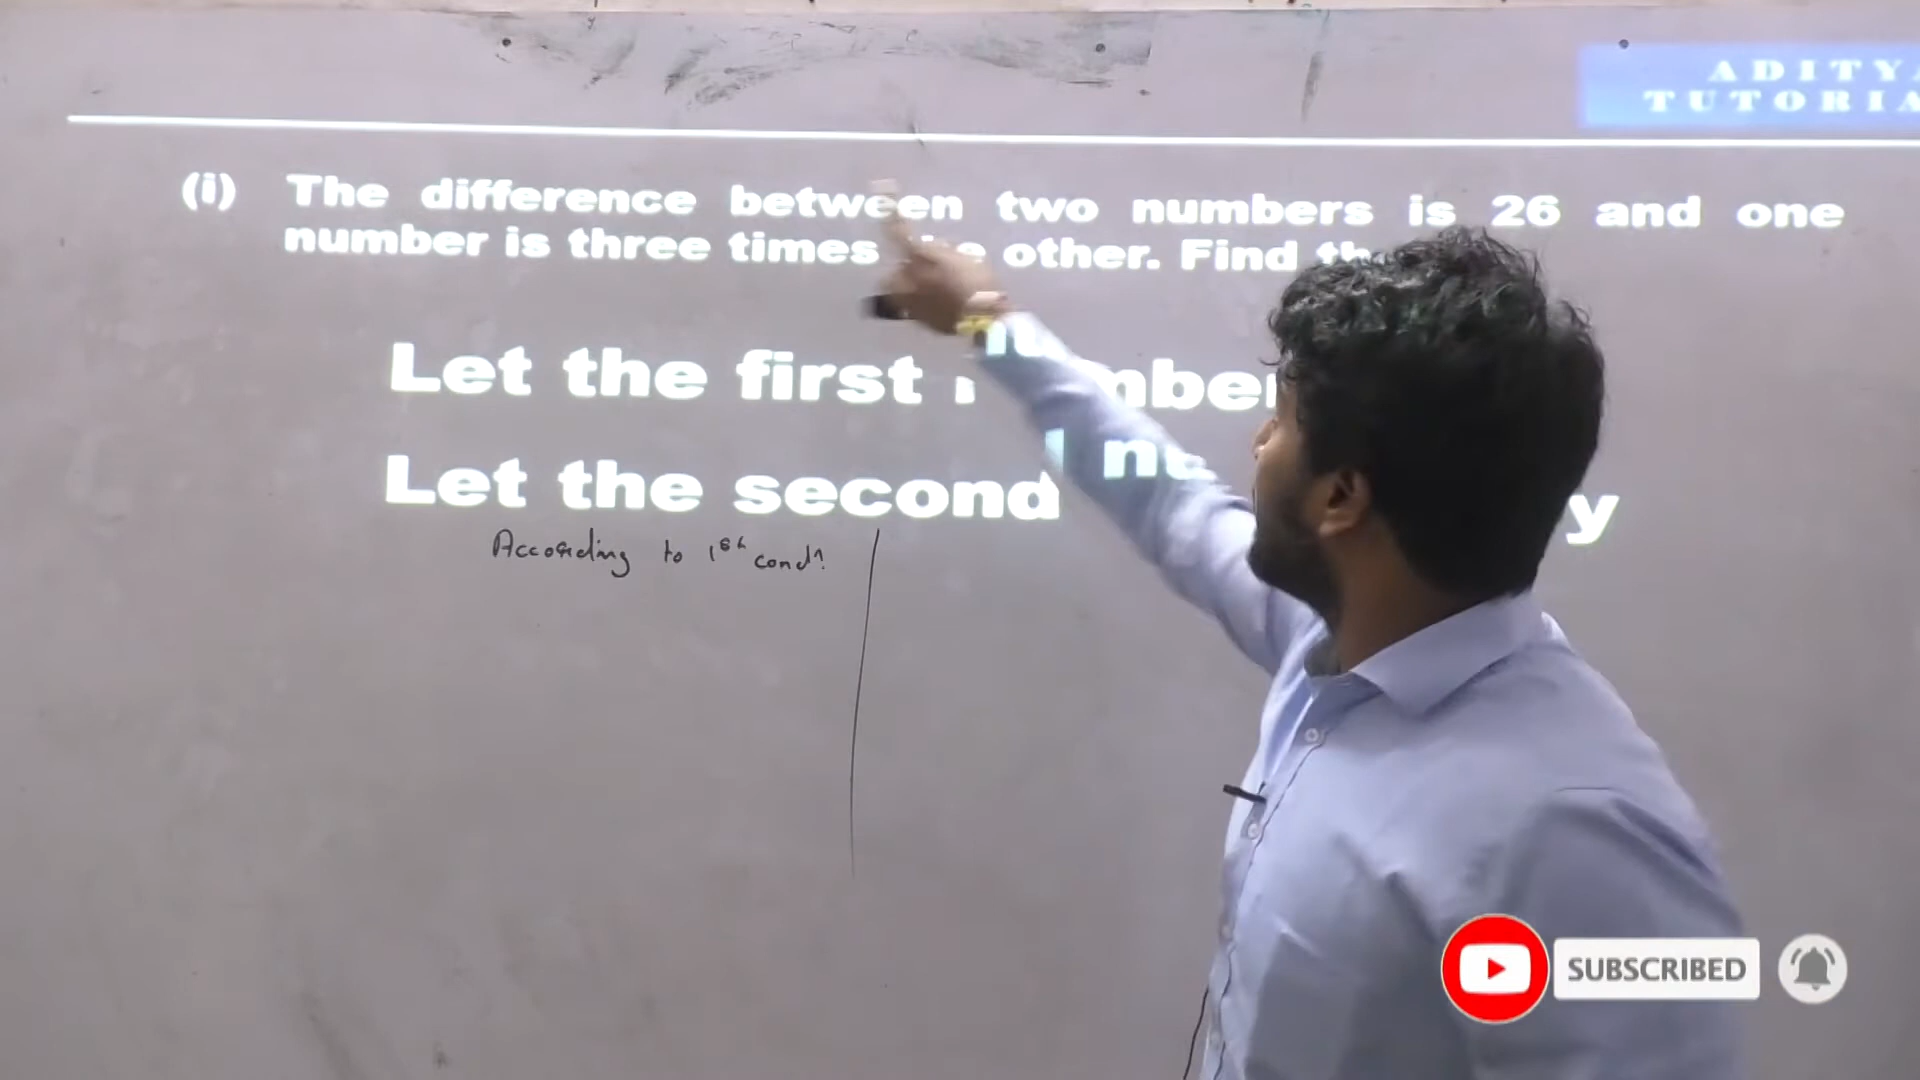 ADITYA
TUTORIA
(i) The difference between two numbers is 26 and one
number is three times the other. Find
Let the first
Let the second y
According to 1st cond?
SUBSCRIBED